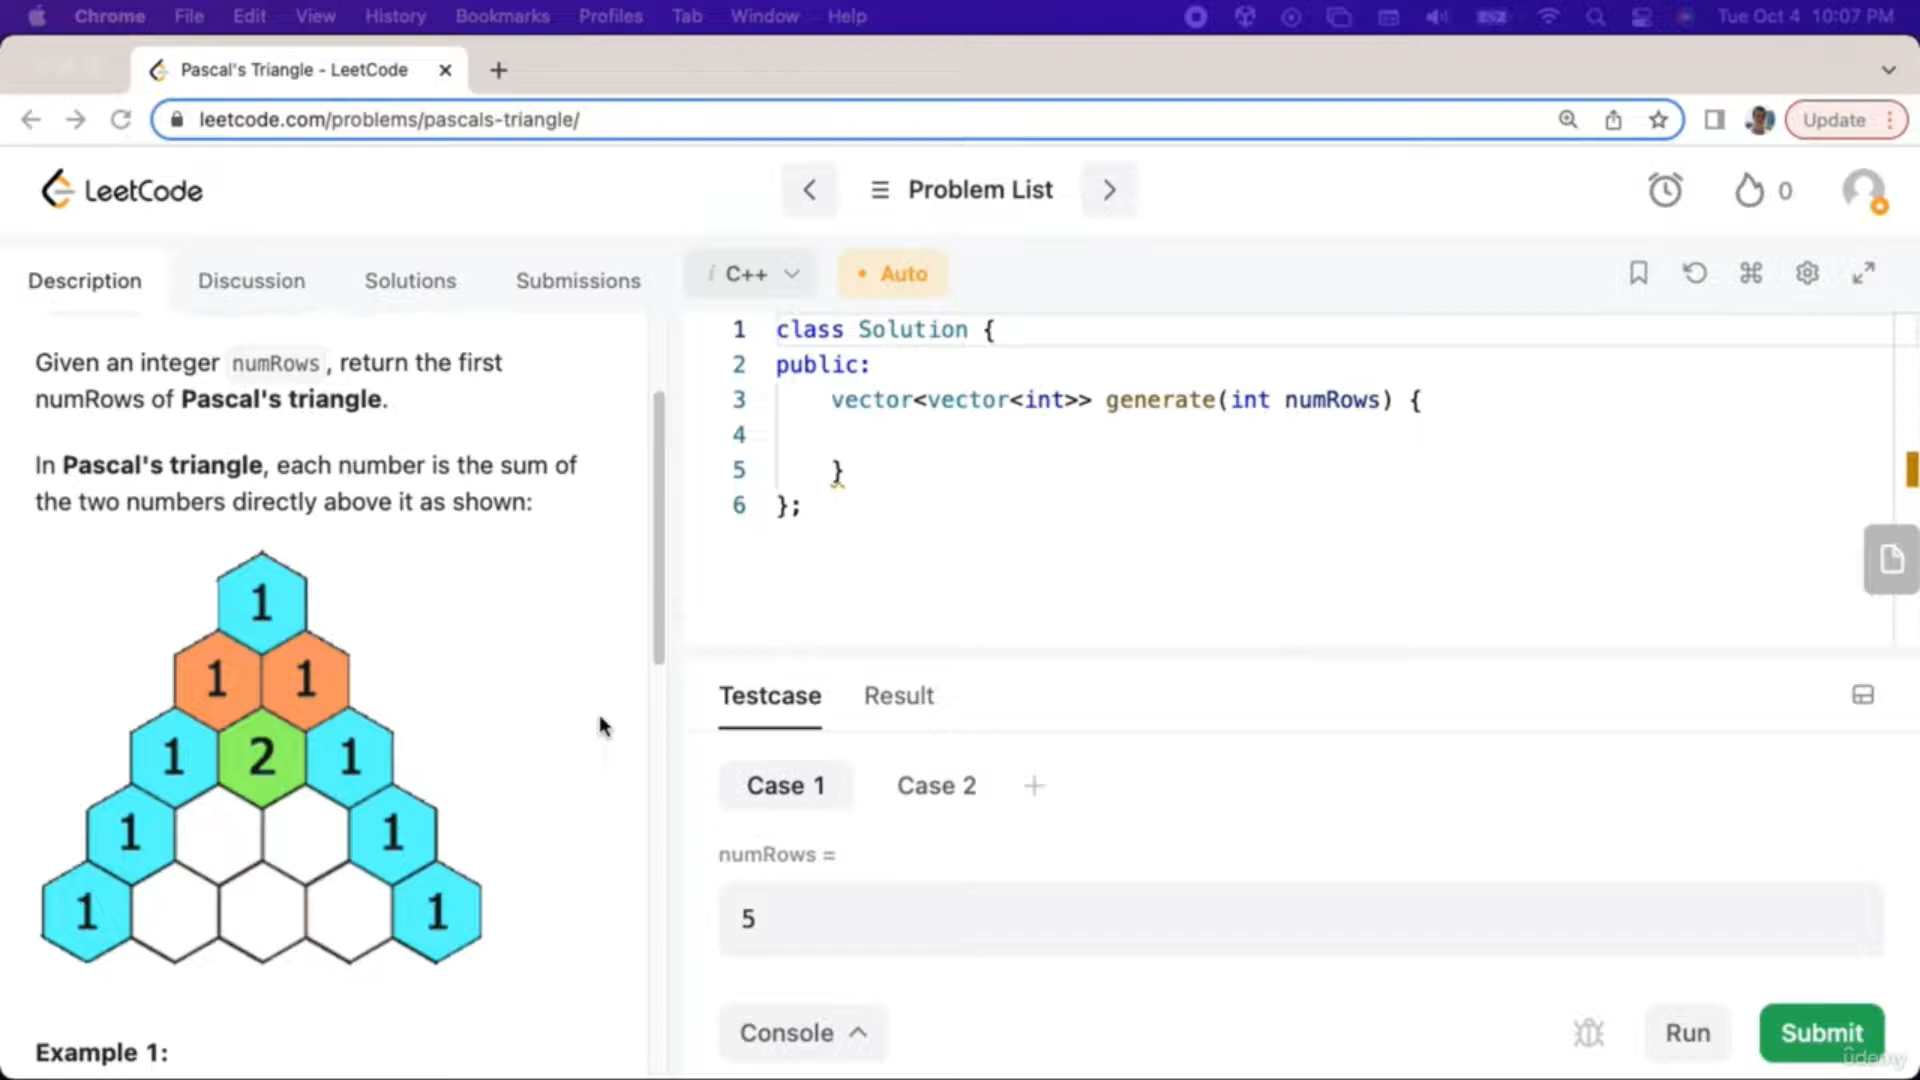 Chrome File Edit View History Bookmarks Profiles Tab Window Help Tue Oct 4 10:07 PM
Pascal's Triangle - LeetCode
leetcode.com/problems/pascals-triangle/
Update
LeetCode
Problem List
0
Description Discussion Solutions Submissions
i C++ • Auto
Given an integer numRows, return the first
numRows of Pascal's triangle.
In Pascal's triangle, each number is the sum of
the two numbers directly above it as shown:
1
1 1
1 2 1
1 1
1 1
Example 1:
1 class Solution {
2 public:
3 vector<vector<int>> generate(int numRows) {
4
5 }
6 };
Testcase Result
Case 1 Case 2 +
numRows =
5
Console Run Submit
ûdemy